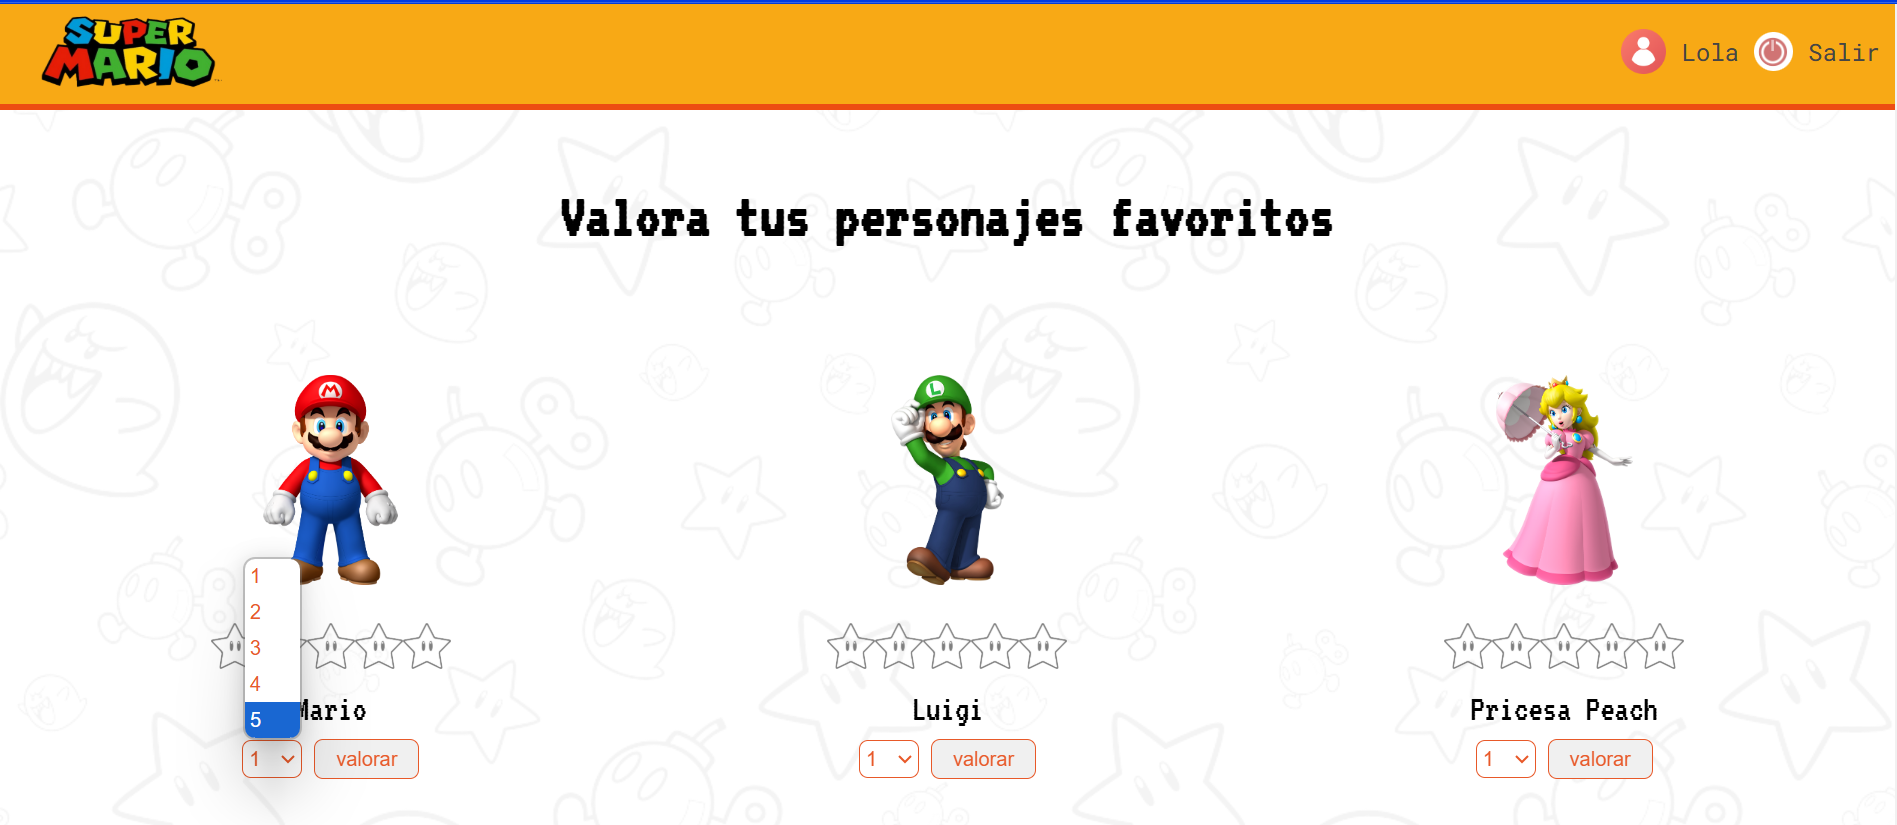 SUPER
MARIO
Lola
Salir
Valora tus personajes favoritos
M
L
1
2
3
4
5
Mario
Luigi
Pricesa Peach
1
valorar
1
valorar
1
valorar